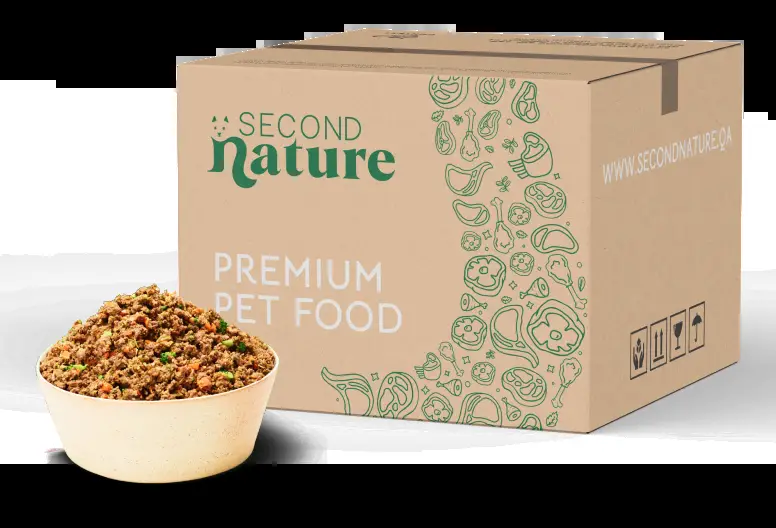 SECOND
nature
PREMIUM
PET FOOD
WWW.SECONDNATURE.QA